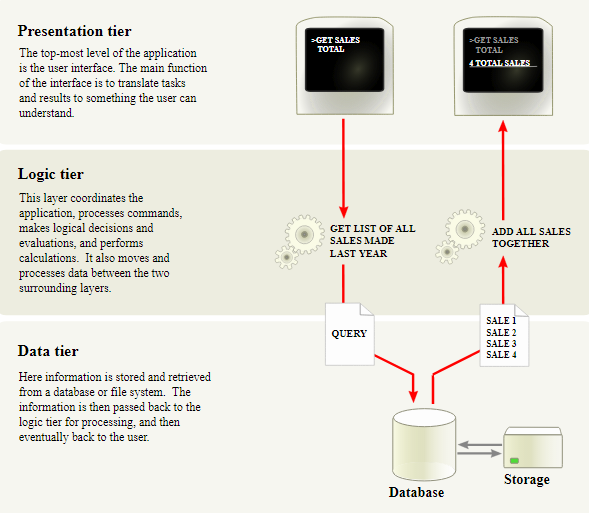 Presentation tier
The top-most level of the application
is the user interface. The main function
of the interface is to translate tasks
and results to something the user can
understand.
>GET SALES
TOTAL
>GET SALES
TOTAL
4 TOTAL SALES
Logic tier
This layer coordinates the
application, processes commands,
makes logical decisions and
evaluations, and performs
calculations.  It also moves and
processes data between the two
surrounding layers.
GET LIST OF ALL
SALES MADE
LAST YEAR
ADD ALL SALES
TOGETHER
Data tier
Here information is stored and retrieved
from a database or file system.  The
information is then passed back to the
logic tier for processing, and then
eventually back to the user.
QUERY
SALE 1
SALE 2
SALE 3
SALE 4
Database
Storage